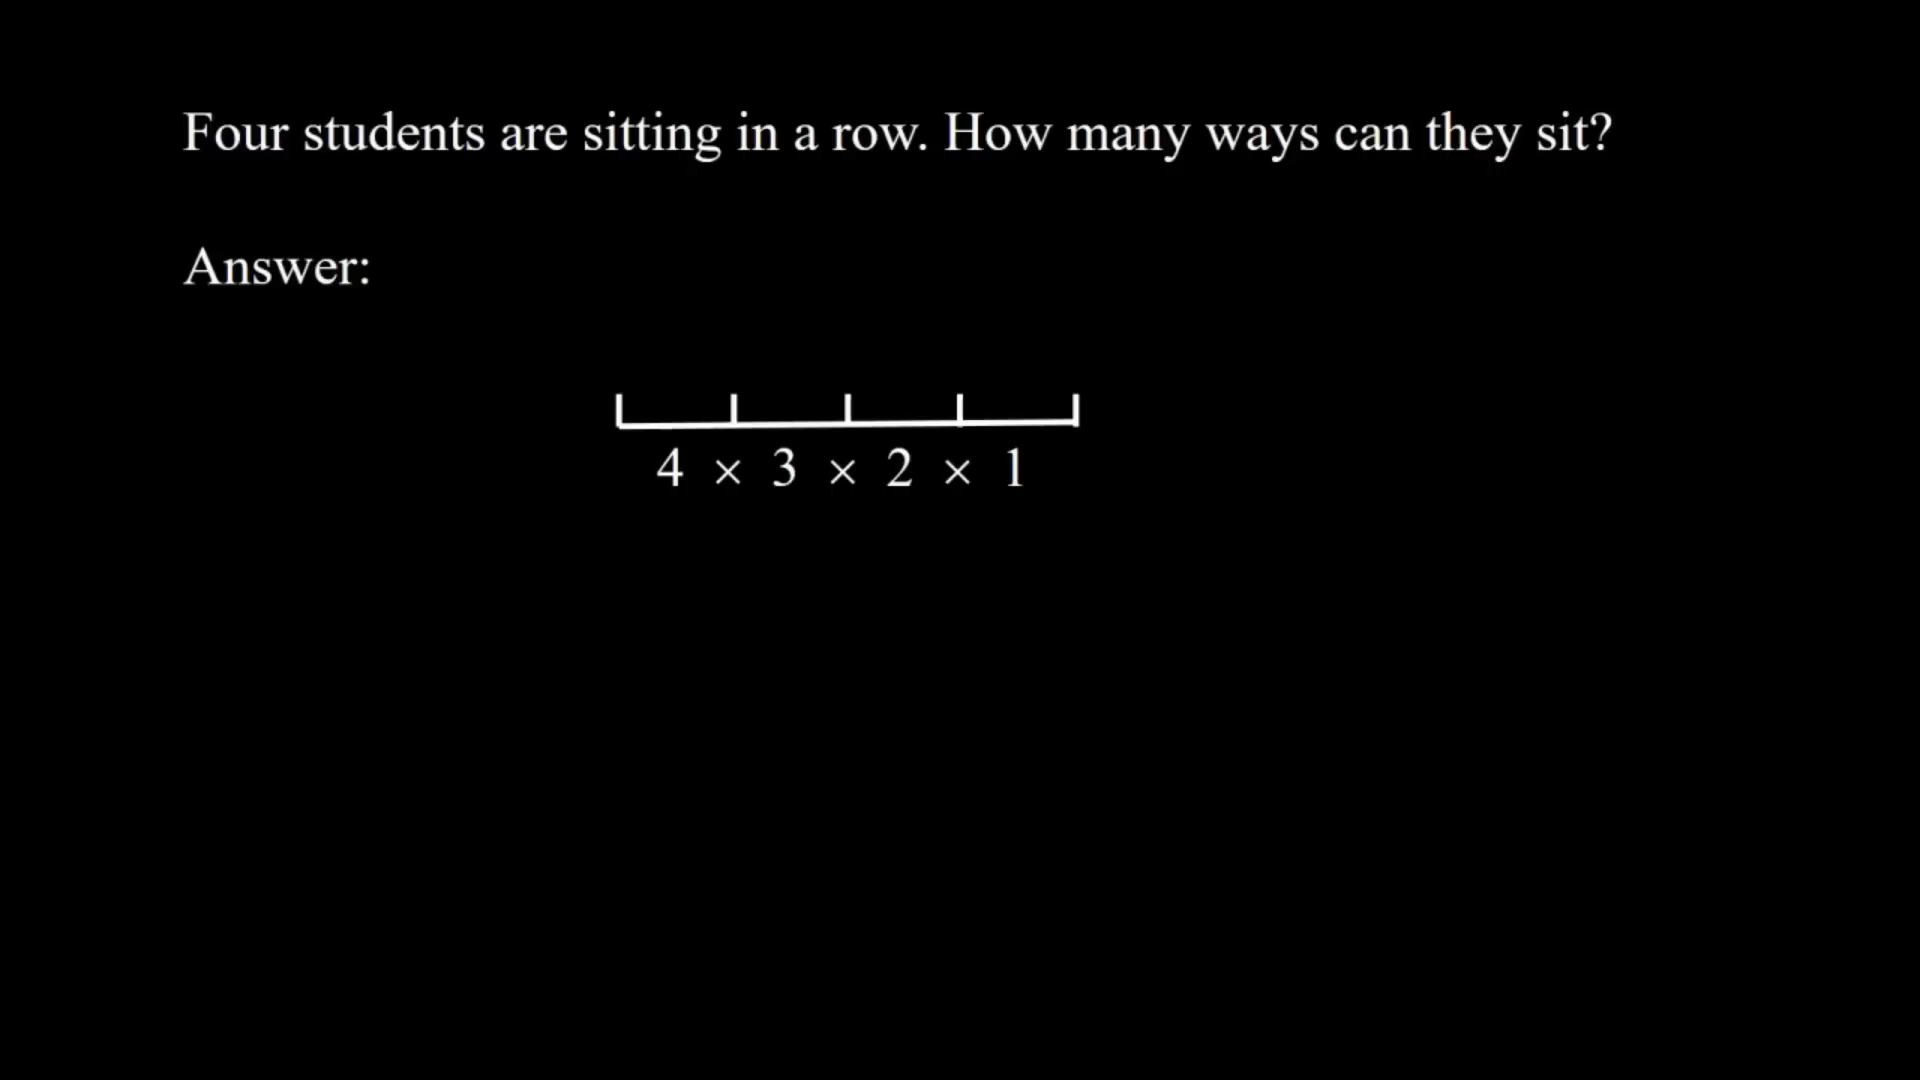 Four students are sitting in a row. How many ways can they sit?
Answer:
4 × 3 × 2 × 1